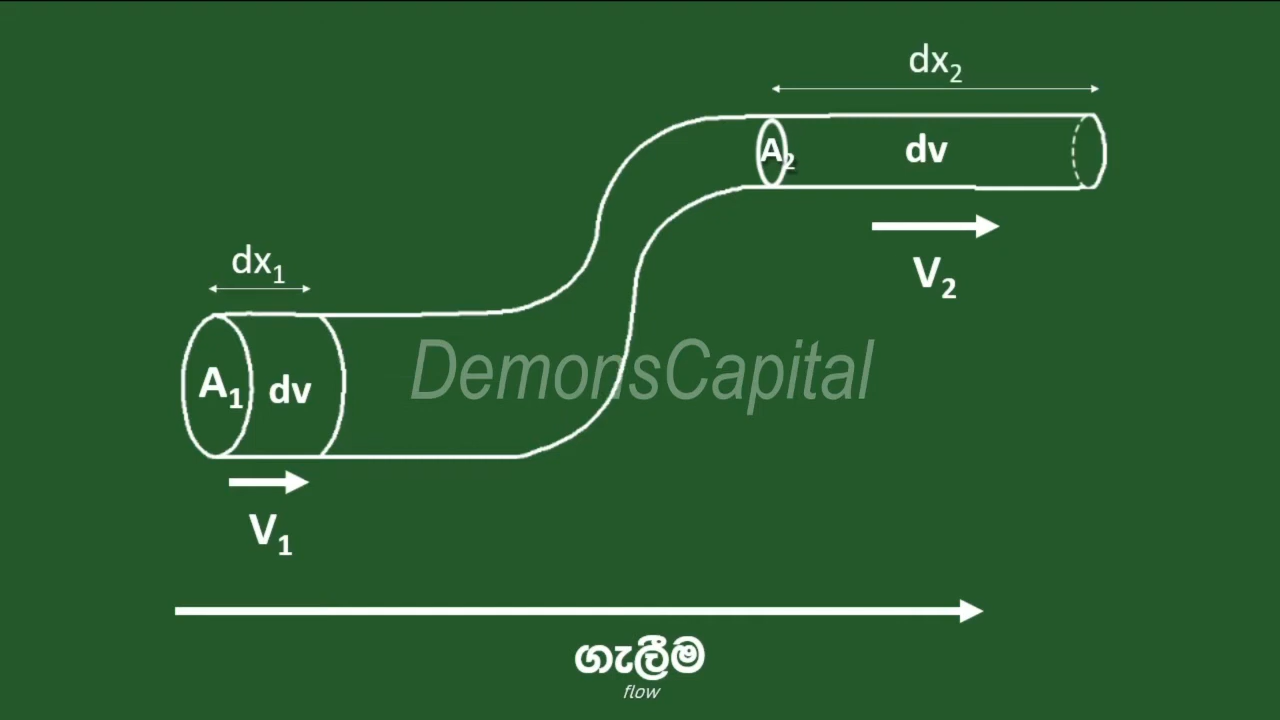 dx₂
A₂
dv
V₂
dx₁
A₁
dv
V₁
DemonsCapital
ගැලීම
flow